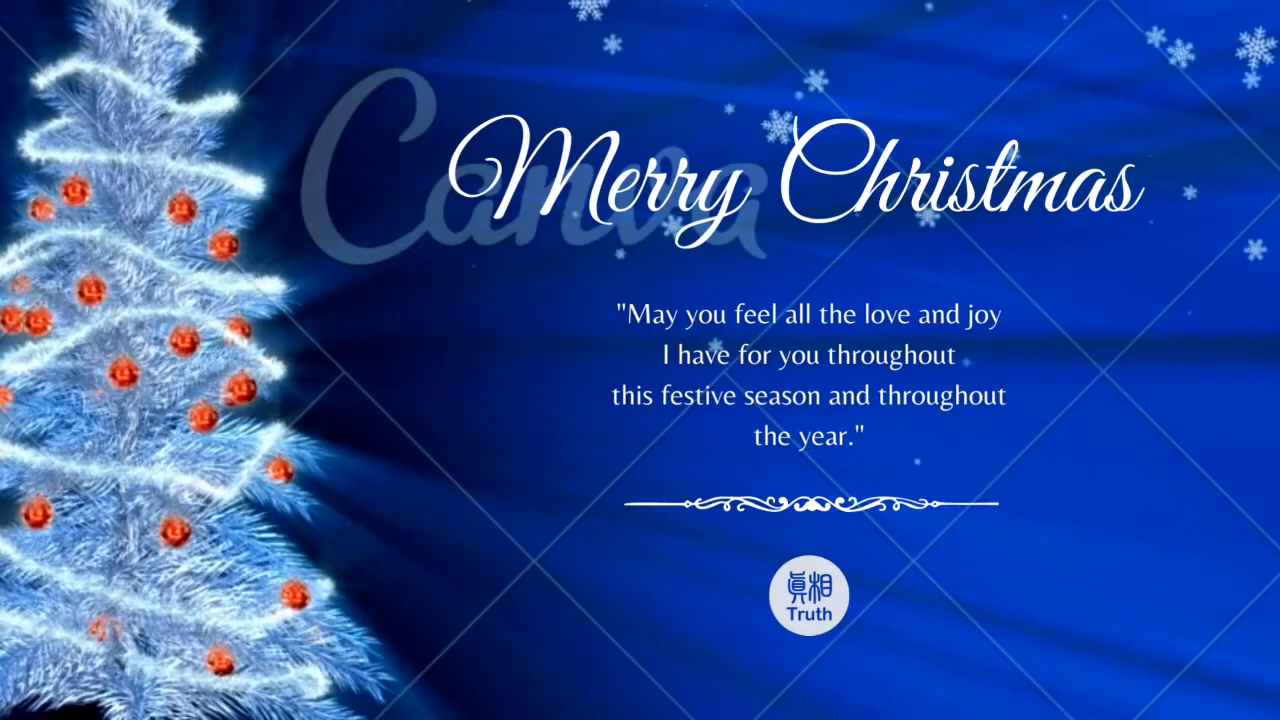 Canva
Merry Christmas
"May you feel all the love and joy
I have for you throughout
this festive season and throughout
the year."
眞相
Truth